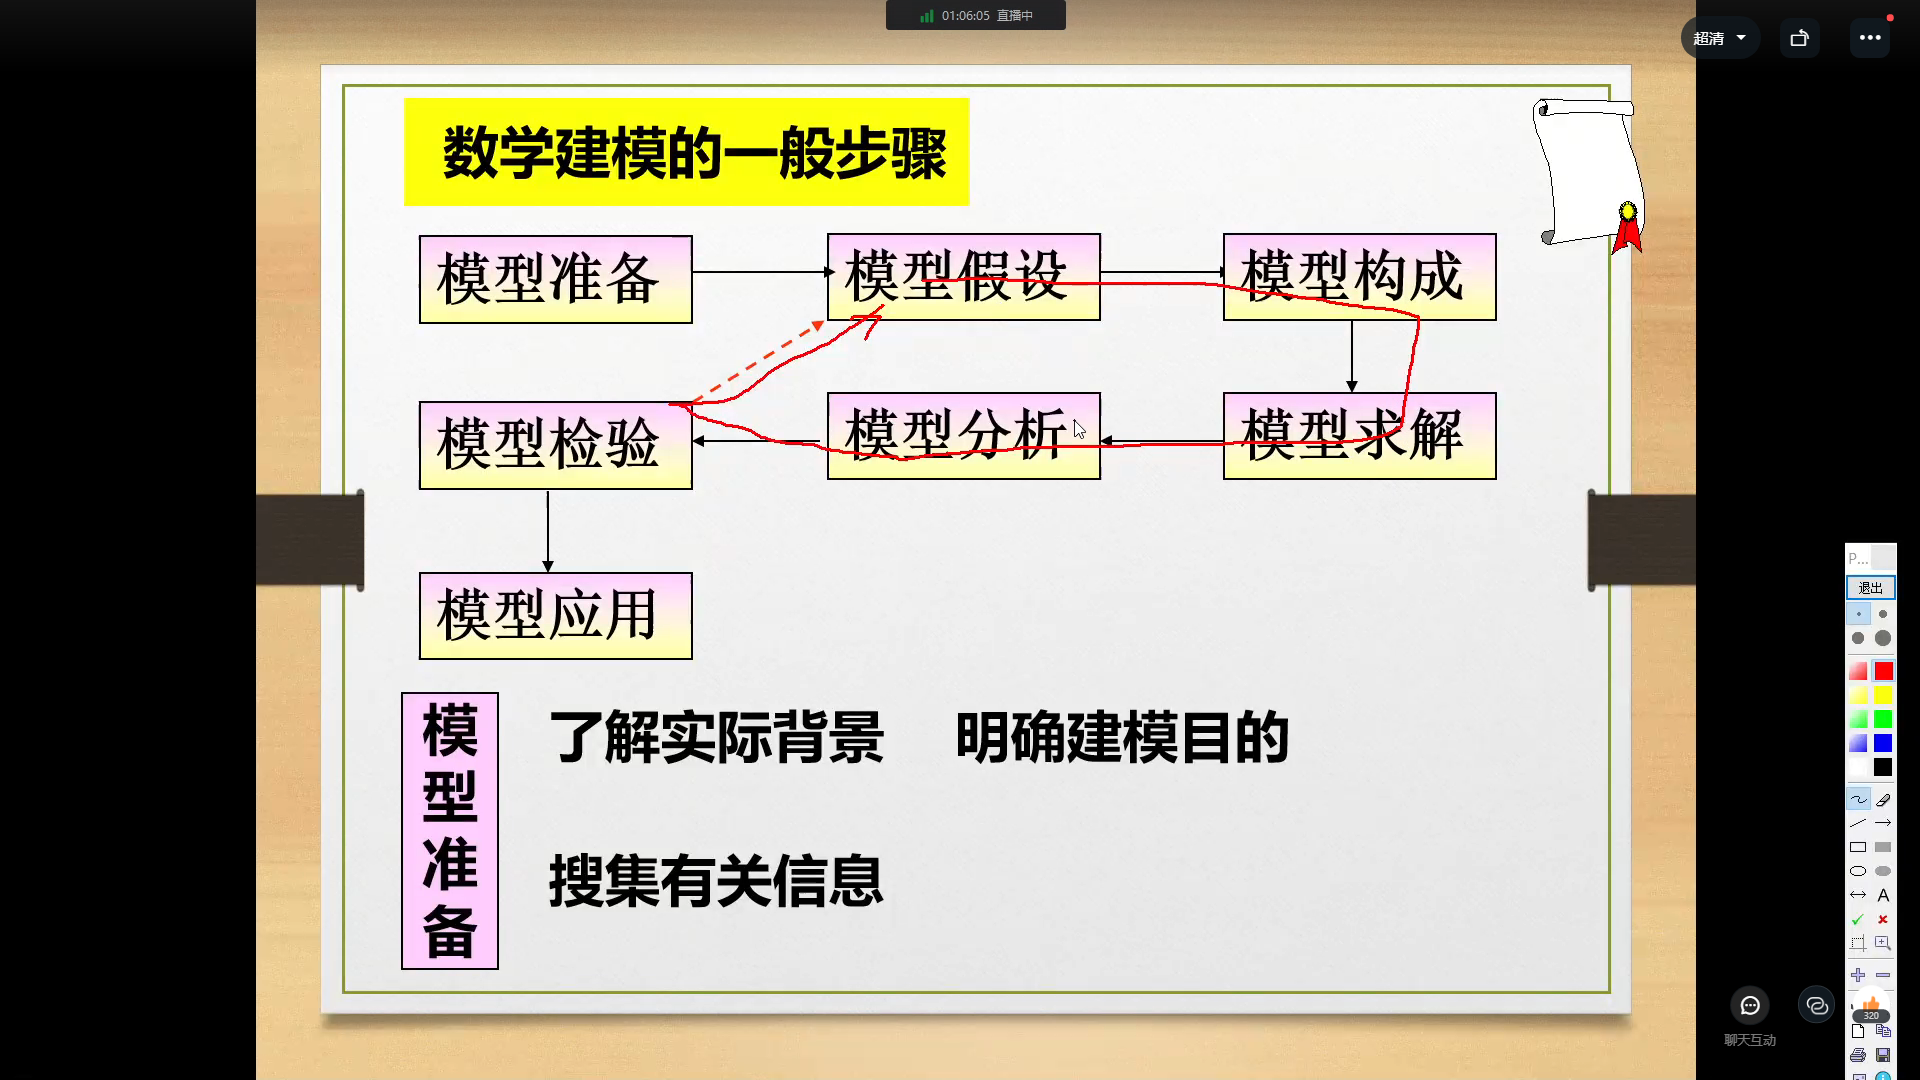 01:06:05 直播中
超清
数学建模的一般步骤
模型准备
模型假设
模型构成
模型检验
模型分析
模型求解
模型应用
模型准备
了解实际背景 明确建模目的
搜集有关信息
P...
退出
A
320
聊天互动